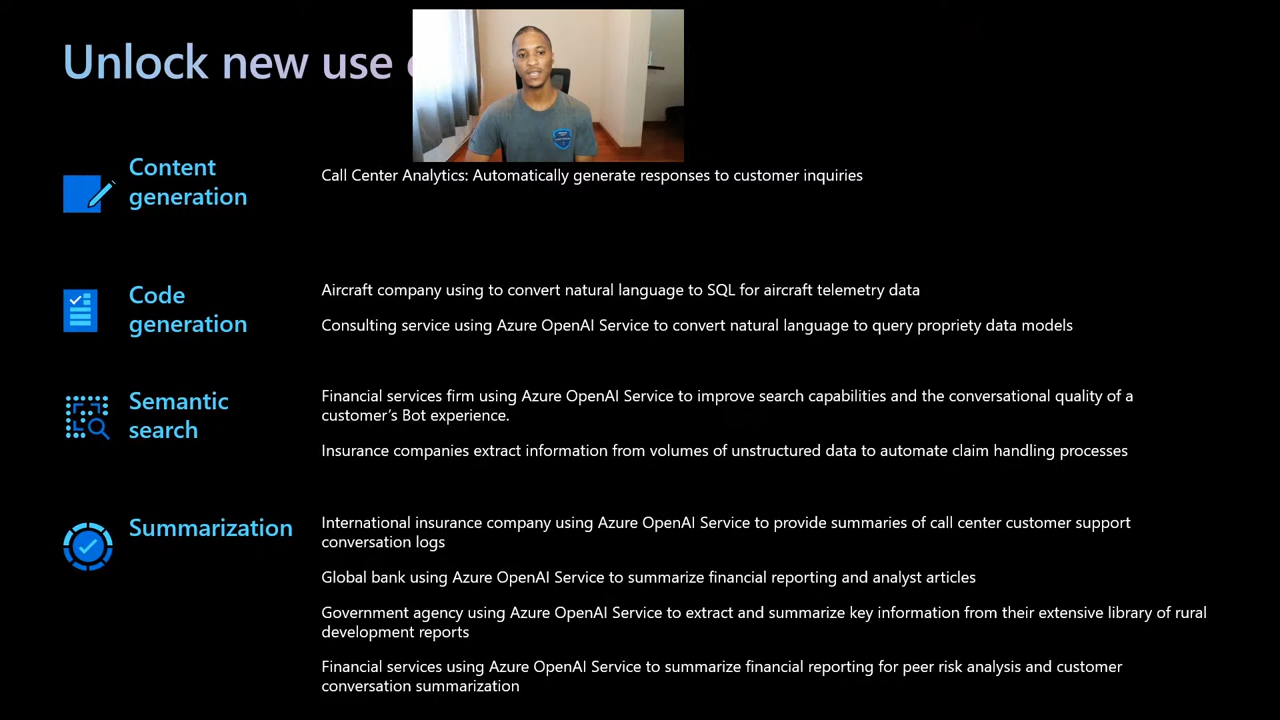 Unlock new use
Content
generation
Call Center Analytics: Automatically generate responses to customer inquiries
Code
generation
Aircraft company using to convert natural language to SQL for aircraft telemetry data
Consulting service using Azure OpenAI Service to convert natural language to query propriety data models
Semantic
search
Financial services firm using Azure OpenAI Service to improve search capabilities and the conversational quality of a
customer’s Bot experience.
Insurance companies extract information from volumes of unstructured data to automate claim handling processes
Summarization
International insurance company using Azure OpenAI Service to provide summaries of call center customer support
conversation logs
Global bank using Azure OpenAI Service to summarize financial reporting and analyst articles
Government agency using Azure OpenAI Service to extract and summarize key information from their extensive library of rural
development reports
Financial services using Azure OpenAI Service to summarize financial reporting for peer risk analysis and customer
conversation summarization